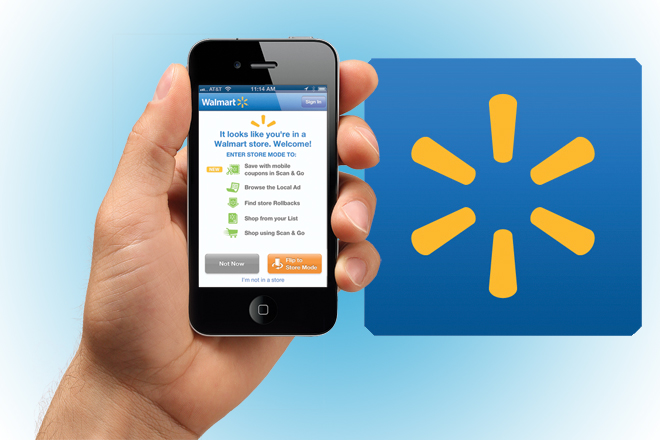 AT&T 11:14 AM
Walmart Sign In
It looks like you're in a
Walmart store. Welcome!
ENTER STORE MODE TO:
NEW Save with mobile
coupons in Scan & Go
Browse the Local Ad
Find store Rollbacks
Shop from your List
Shop using Scan & Go
Not Now
Flip to
Store Mode
I'm not in a store